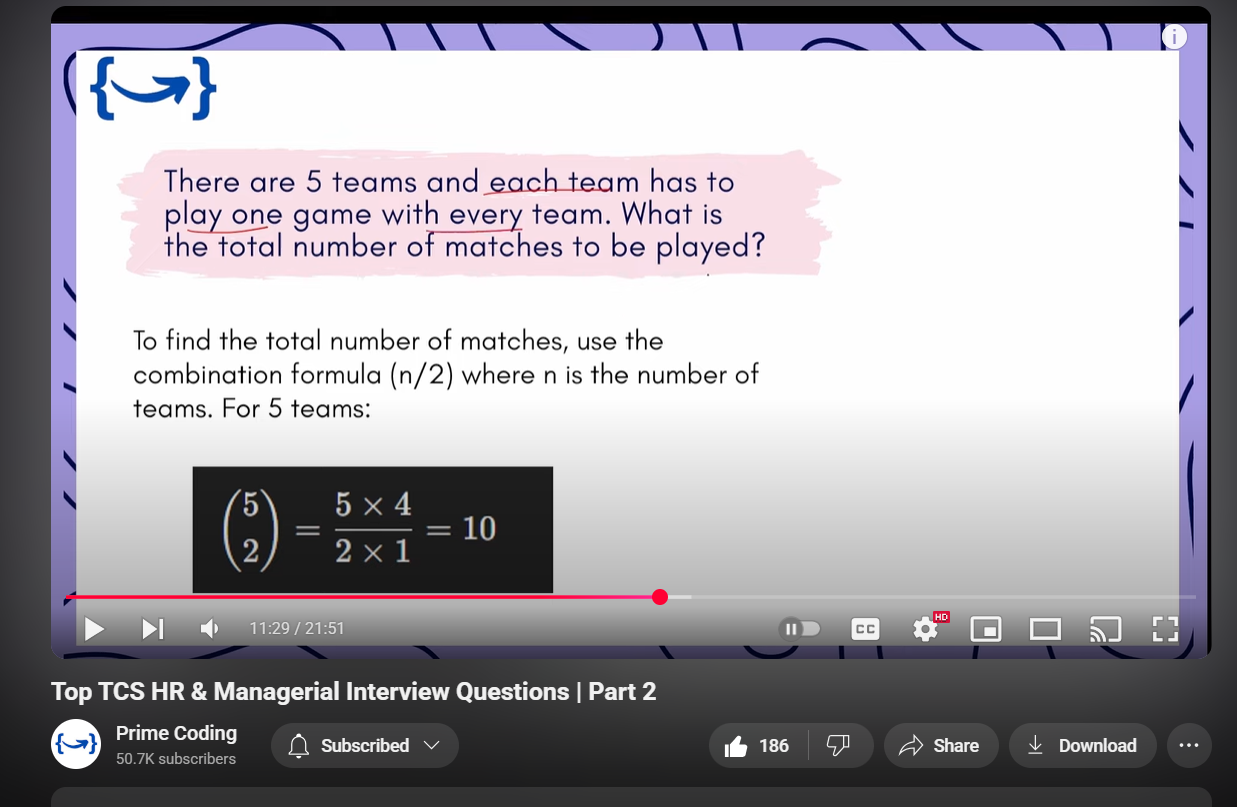 There are 5 teams and each team has to
play one game with every team. What is
the total number of matches to be played?
To find the total number of matches, use the
combination formula (n/2) where n is the number of
teams. For 5 teams:
(5 2) = 5 × 4 / 2 × 1 = 10
11:29 / 21:51
CC
HD
Top TCS HR & Managerial Interview Questions | Part 2
Prime Coding
50.7K subscribers
Subscribed
186
Share
Download